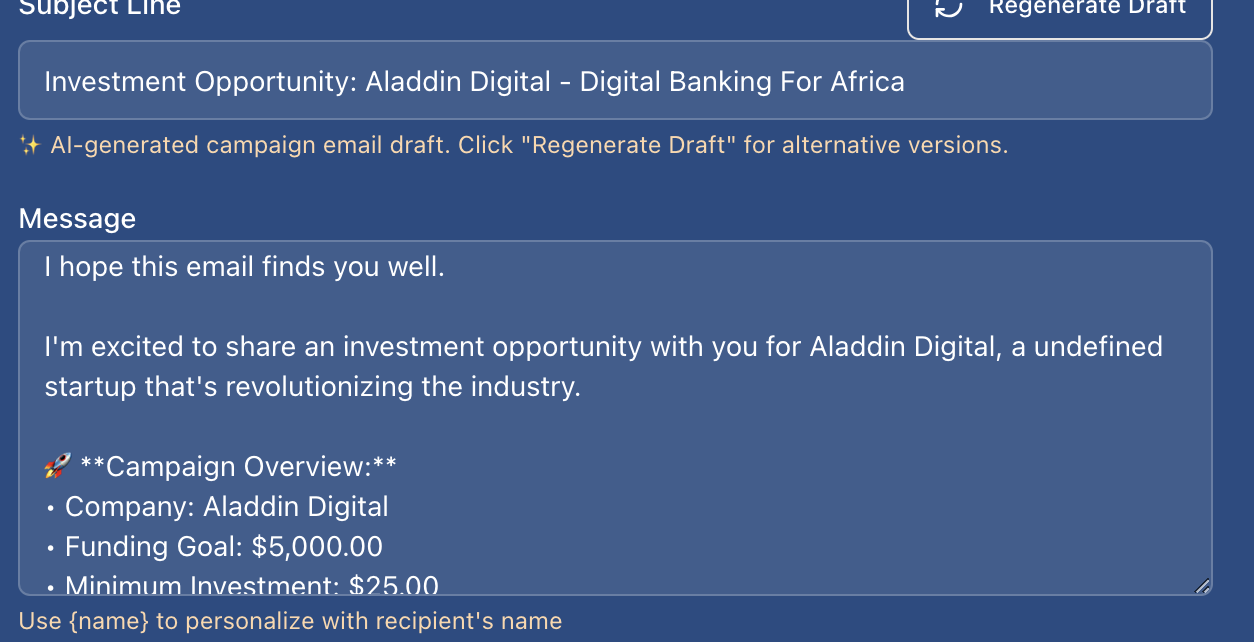 Subject Line
Regenerate Draft
Investment Opportunity: Aladdin Digital - Digital Banking For Africa
✨ AI-generated campaign email draft. Click "Regenerate Draft" for alternative versions.
Message
I hope this email finds you well.
I'm excited to share an investment opportunity with you for Aladdin Digital, a undefined
startup that's revolutionizing the industry.
🚀 **Campaign Overview:**
• Company: Aladdin Digital
• Funding Goal: $5,000.00
• Minimum Investment: $25.00
Use {name} to personalize with recipient's name